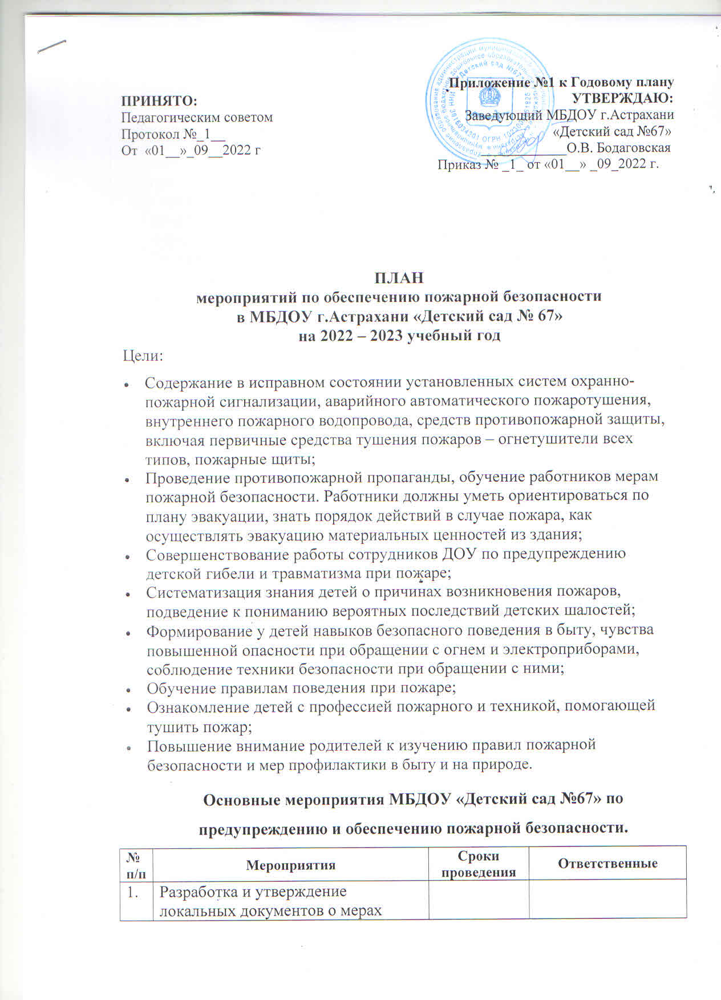 Приложение №1 к Годовому плану
ПРИНЯТО:
УТВЕРЖДАЮ:
Педагогическим советом
Заведующий МБДОУ г.Астрахани
Протокол №_1__
«Детский сад №67»
От «01__»_09__2022 г
____________О.В. Бодаговская
Приказ № _1_ от «01__» _09_2022 г.
ПЛАН
мероприятий по обеспечению пожарной безопасности
в МБДОУ г.Астрахани «Детский сад № 67»
на 2022 – 2023 учебный год
Цели:
• Содержание в исправном состоянии установленных систем охранно-
пожарной сигнализации, аварийного автоматического пожаротушения,
внутреннего пожарного водопровода, средств противопожарной защиты,
включая первичные средства тушения пожаров – огнетушители всех
типов, пожарные щиты;
• Проведение противопожарной пропаганды, обучение работников мерам
пожарной безопасности. Работники должны уметь ориентироваться по
плану эвакуации, знать порядок действий в случае пожара, как
осуществлять эвакуацию материальных ценностей из здания;
• Совершенствование работы сотрудников ДОУ по предупреждению
детской гибели и травматизма при пожаре;
• Систематизация знания детей о причинах возникновения пожаров,
подведение к пониманию вероятных последствий детских шалостей;
• Формирование у детей навыков безопасного поведения в быту, чувства
повышенной опасности при обращении с огнем и электроприборами,
соблюдение техники безопасности при обращении с ними;
• Обучение правилам поведения при пожаре;
• Ознакомление детей с профессией пожарного и техникой, помогающей
тушить пожар;
• Повышение внимание родителей к изучению правил пожарной
безопасности и мер профилактики в быту и на природе.
Основные мероприятия МБДОУ «Детский сад №67» по
предупреждению и обеспечению пожарной безопасности.
№ п/п
Мероприятия
Сроки проведения
Ответственные
1. Разработка и утверждение
локальных документов о мерах